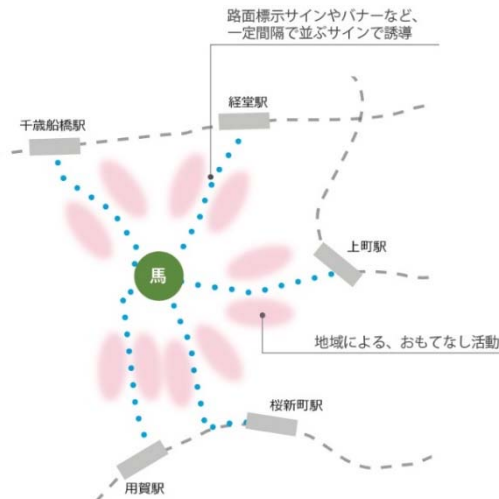 路面標示サインやバナーなど、
一定間隔で並ぶサインで誘導
経堂駅
千歳船橋駅
上町駅
馬
地域による、おもてなし活動
桜新町駅
用賀駅